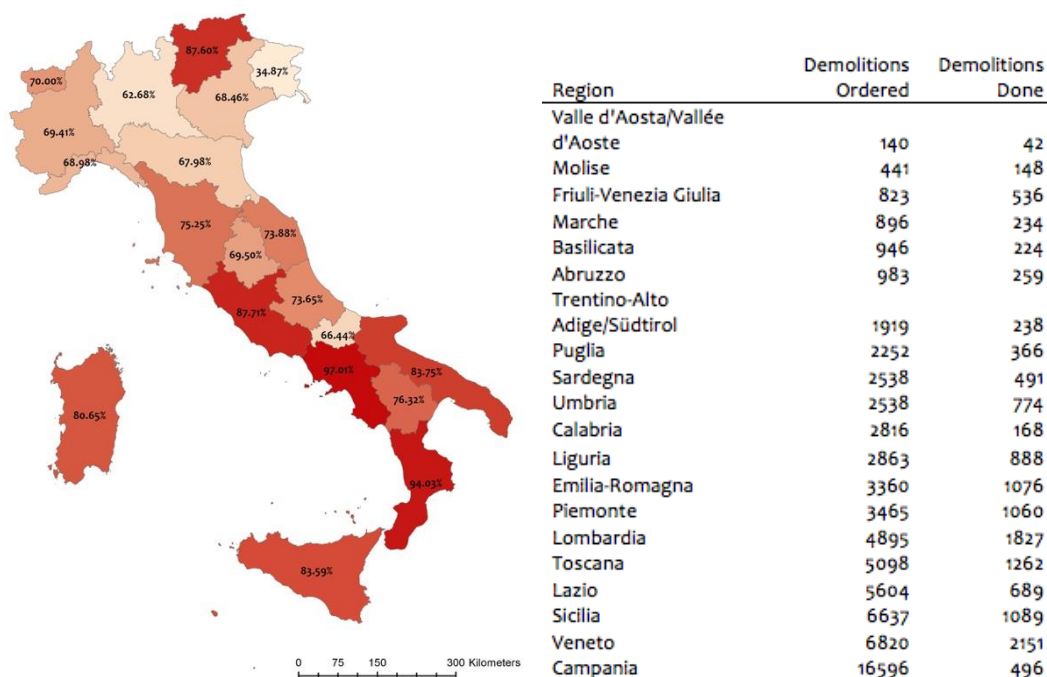 87.60%
34.87%
70.00%
62.68%
68.46%
69.41%
68.98%
67.98%
75.25%
73.88%
69.50%
73.65%
87.71%
66.44%
97.01%
83.75%
76.32%
80.65%
94.03%
83.59%
0 75 150 300 Kilometers
Demolitions Demolitions
Region Ordered Done
Valle d'Aosta/Vallée
d'Aoste 140 42
Molise 441 148
Friuli-Venezia Giulia 823 536
Marche 896 234
Basilicata 946 224
Abruzzo 983 259
Trentino-Alto
Adige/Südtirol 1919 238
Puglia 2252 366
Sardegna 2538 491
Umbria 2538 774
Calabria 2816 168
Liguria 2863 888
Emilia-Romagna 3360 1076
Piemonte 3465 1060
Lombardia 4895 1827
Toscana 5098 1262
Lazio 5604 689
Sicilia 6637 1089
Veneto 6820 2151
Campania 16596 496